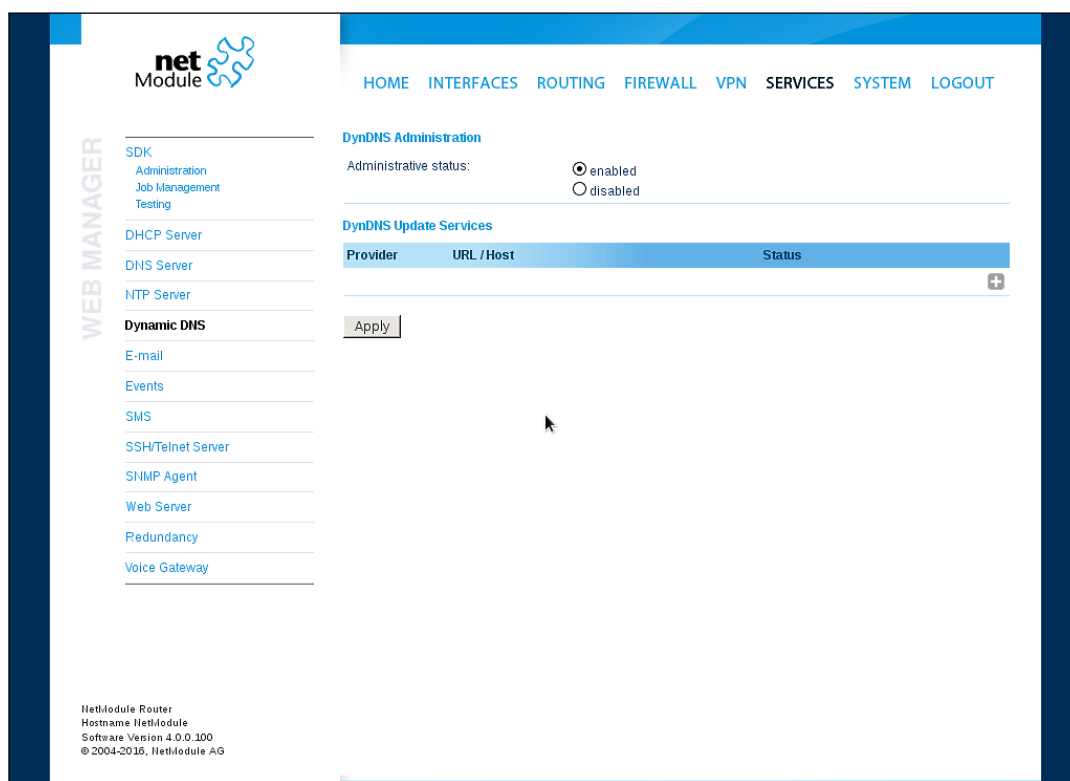 net
Module
HOME INTERFACES ROUTING FIREWALL VPN SERVICES SYSTEM LOGOUT
WEB MANAGER
SDK
Administration
Job Management
Testing
DHCP Server
DNS Server
NTP Server
Dynamic DNS
E-mail
Events
SMS
SSH/Telnet Server
SNMP Agent
Web Server
Redundancy
Voice Gateway
DynDNS Administration
Administrative status:
enabled
disabled
DynDNS Update Services
Provider URL / Host Status
Apply
NetModule Router
Hostname NetModule
Software Version 4.0.0.100
© 2004-2016, NetModule AG